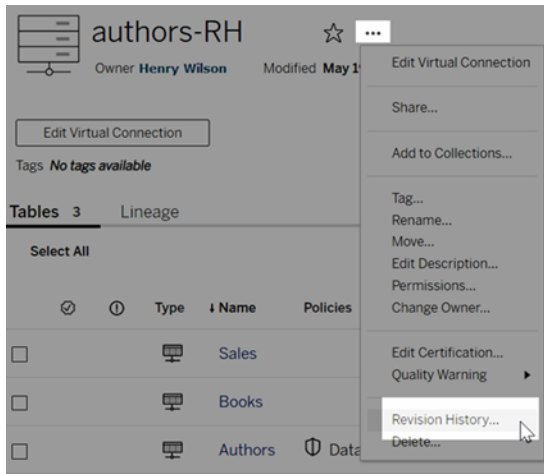 authors-RH
Owner Henry Wilson Modified May 1
Edit Virtual Connection
Tags No tags available
Tables 3 Lineage
Select All
Type ↓ Name Policies
Sales
Books
Authors Data
Edit Virtual Connection
Share...
Add to Collections...
Tag...
Rename...
Move...
Edit Description...
Permissions...
Change Owner...
Edit Certification...
Quality Warning
Revision History...
Delete...